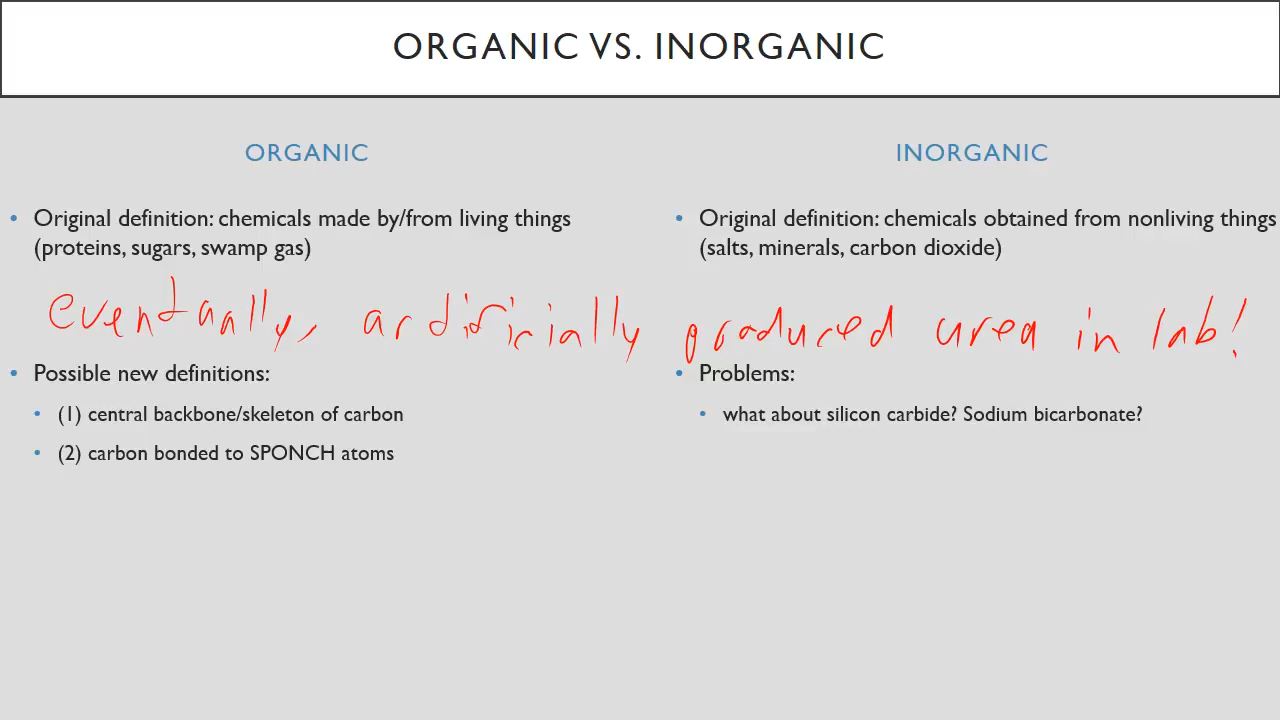 ORGANIC VS. INORGANIC
ORGANIC
• Original definition: chemicals made by/from living things
(proteins, sugars, swamp gas)
INORGANIC
• Original definition: chemicals obtained from nonliving things
(salts, minerals, carbon dioxide)
eventually, artificially produced urea in lab!
• Possible new definitions:
• (1) central backbone/skeleton of carbon
• (2) carbon bonded to SPONCH atoms
• Problems:
• what about silicon carbide? Sodium bicarbonate?